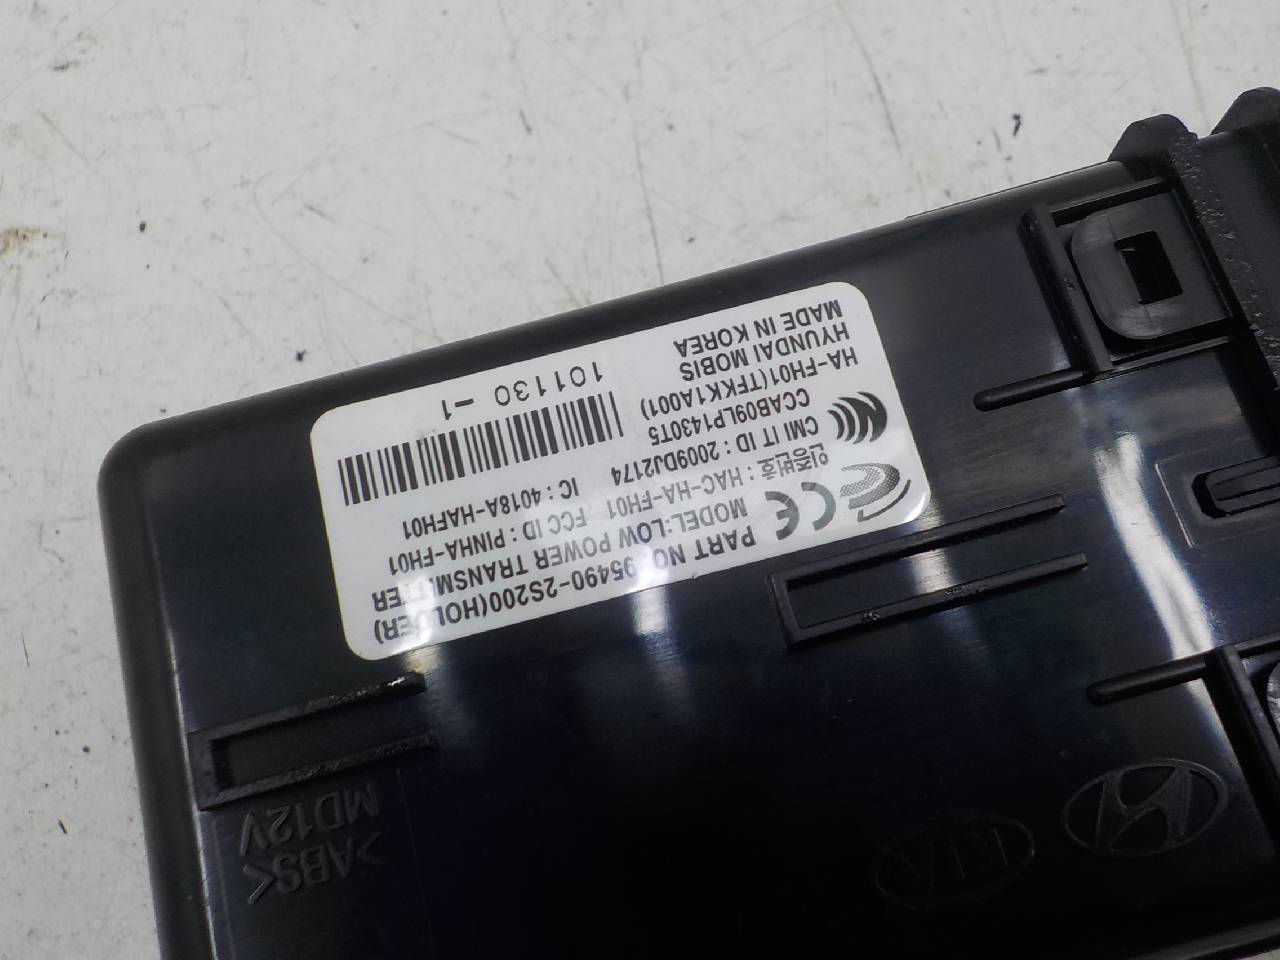 PART NO : 95490-2S200(HOLDER)
MODEL:LOW POWER TRANSMITTER
인증번호 : HAC-HA-FH01 FCC ID : PINHA-FH01
CMI IT ID : 2009DJ2174 IC : 4018A-HAFH01
CCAB09LP1430T5
HA-FH01(TFKK1A001)
HYUNDAI MOBIS
MADE IN KOREA
101130 -1
CE
>ABS<
MD12V
KIA